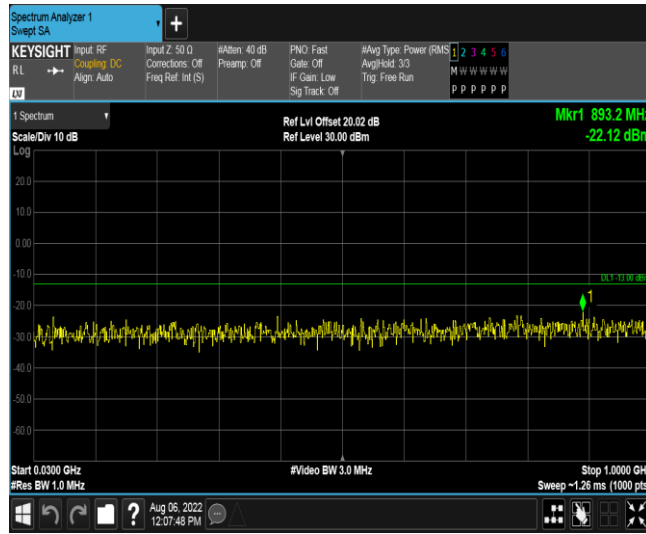 Spectrum Analyzer 1
Swept SA
KEYSIGHT
RL
LXI
Input: RF
Coupling: DC
Align: Auto
Input Z: 50 Ω
Corrections: Off
Freq Ref: Int (S)
#Atten: 40 dB
Preamp: Off
PNO: Fast
Gate: Off
IF Gain: Low
Sig Track: Off
#Avg Type: Power (RMS
Avg|Hold: 3/3
Trig: Free Run
1 2 3 4 5 6
M W W W W W
P P P P P P
1 Spectrum
Scale/Div 10 dB
Ref Lvl Offset 20.02 dB
Ref Level 30.00 dBm
Mkr1 893.2 MHz
-22.12 dBm
Log
20.0
10.0
0.00
-10.0
DL1 -13.00 dBm
1
-20.0
-30.0
-40.0
-50.0
-60.0
Start 0.0300 GHz
#Res BW 1.0 MHz
#Video BW 3.0 MHz
Stop 1.0000 GH
Sweep ~1.26 ms (1000 pts
?
Aug 06, 2022
12:07:48 PM